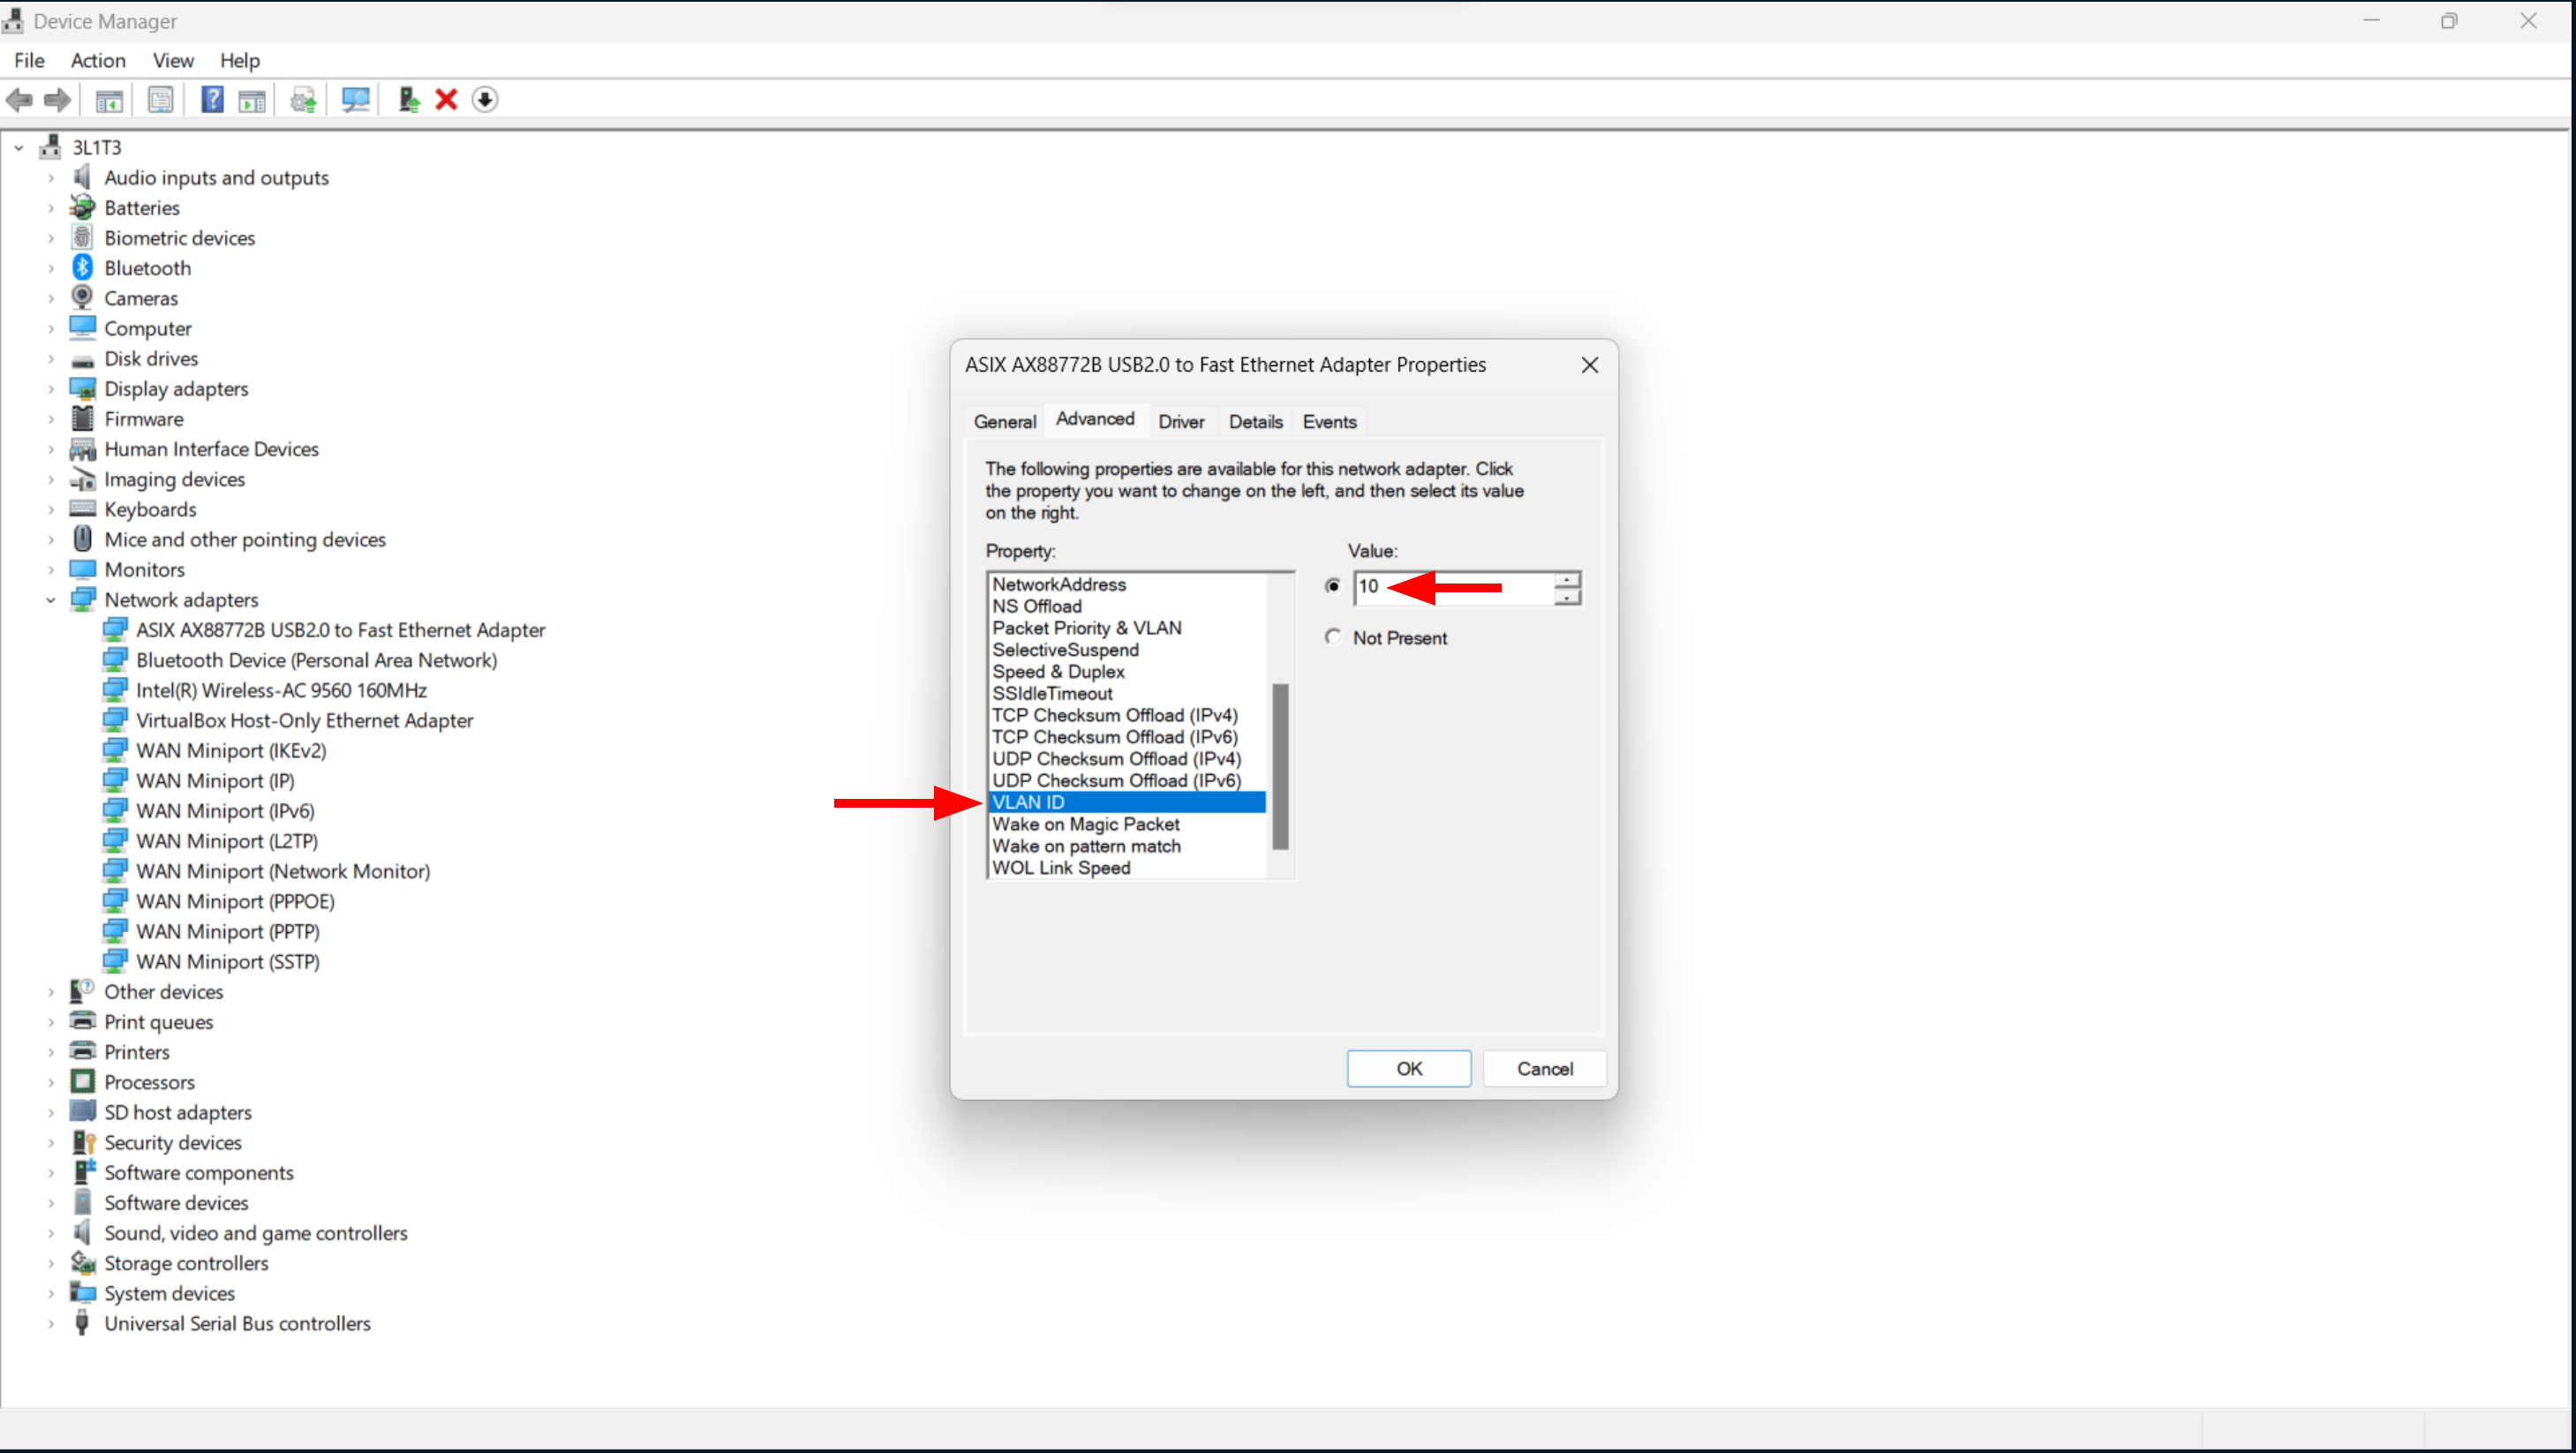 Device Manager
File Action View Help
3L1T3
Audio inputs and outputs
Batteries
Biometric devices
Bluetooth
Cameras
Computer
Disk drives
Display adapters
Firmware
Human Interface Devices
Imaging devices
Keyboards
Mice and other pointing devices
Monitors
Network adapters
ASIX AX88772B USB2.0 to Fast Ethernet Adapter
Bluetooth Device (Personal Area Network)
Intel(R) Wireless-AC 9560 160MHz
VirtualBox Host-Only Ethernet Adapter
WAN Miniport (IKEv2)
WAN Miniport (IP)
WAN Miniport (IPv6)
WAN Miniport (L2TP)
WAN Miniport (Network Monitor)
WAN Miniport (PPPOE)
WAN Miniport (PPTP)
WAN Miniport (SSTP)
Other devices
Print queues
Printers
Processors
SD host adapters
Security devices
Software components
Software devices
Sound, video and game controllers
Storage controllers
System devices
Universal Serial Bus controllers
ASIX AX88772B USB2.0 to Fast Ethernet Adapter Properties
General Advanced Driver Details Events
The following properties are available for this network adapter. Click
the property you want to change on the left, and then select its value
on the right.
Property:
NetworkAddress
NS Offload
Packet Priority & VLAN
SelectiveSuspend
Speed & Duplex
SSIdleTimeout
TCP Checksum Offload (IPv4)
TCP Checksum Offload (IPv6)
UDP Checksum Offload (IPv4)
UDP Checksum Offload (IPv6)
VLAN ID
Wake on Magic Packet
Wake on pattern match
WOL Link Speed
Value:
10
Not Present
OK Cancel